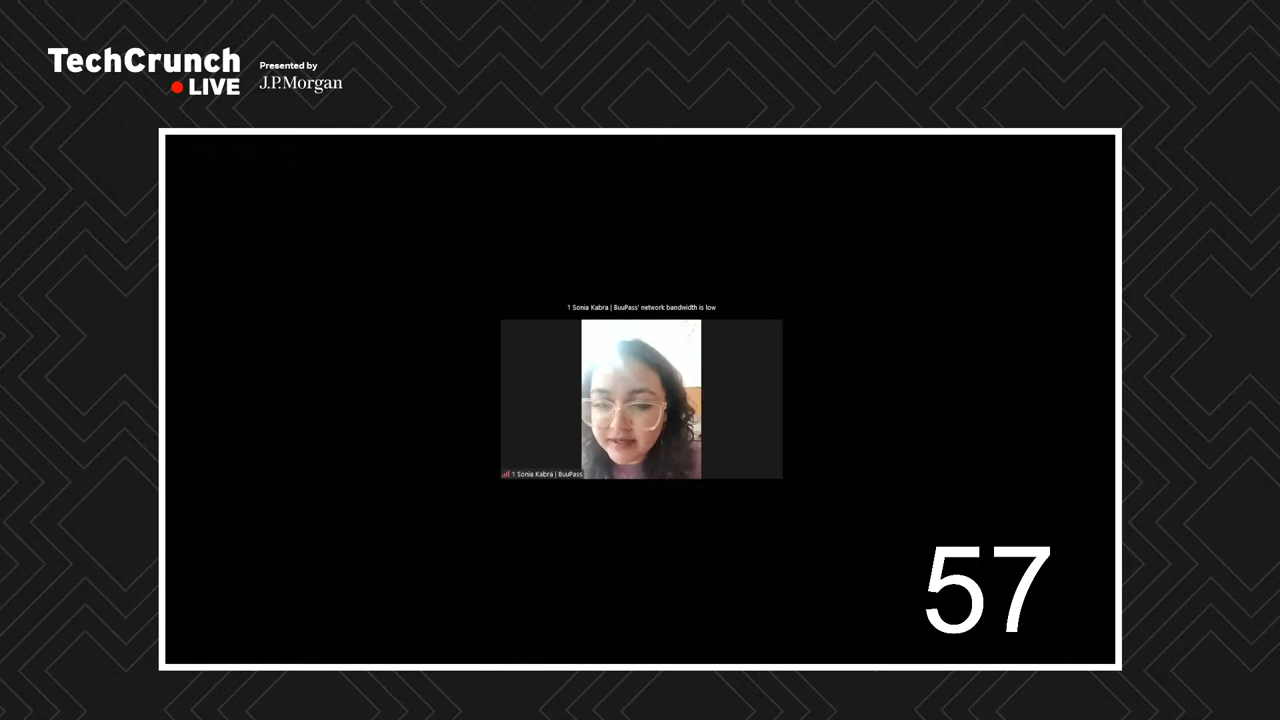 TechCrunch
LIVE
Presented by
J.P.Morgan
1 Sonia Kabra | BuuPass' network bandwidth is low
1 Sonia Kabra | BuuPass
57